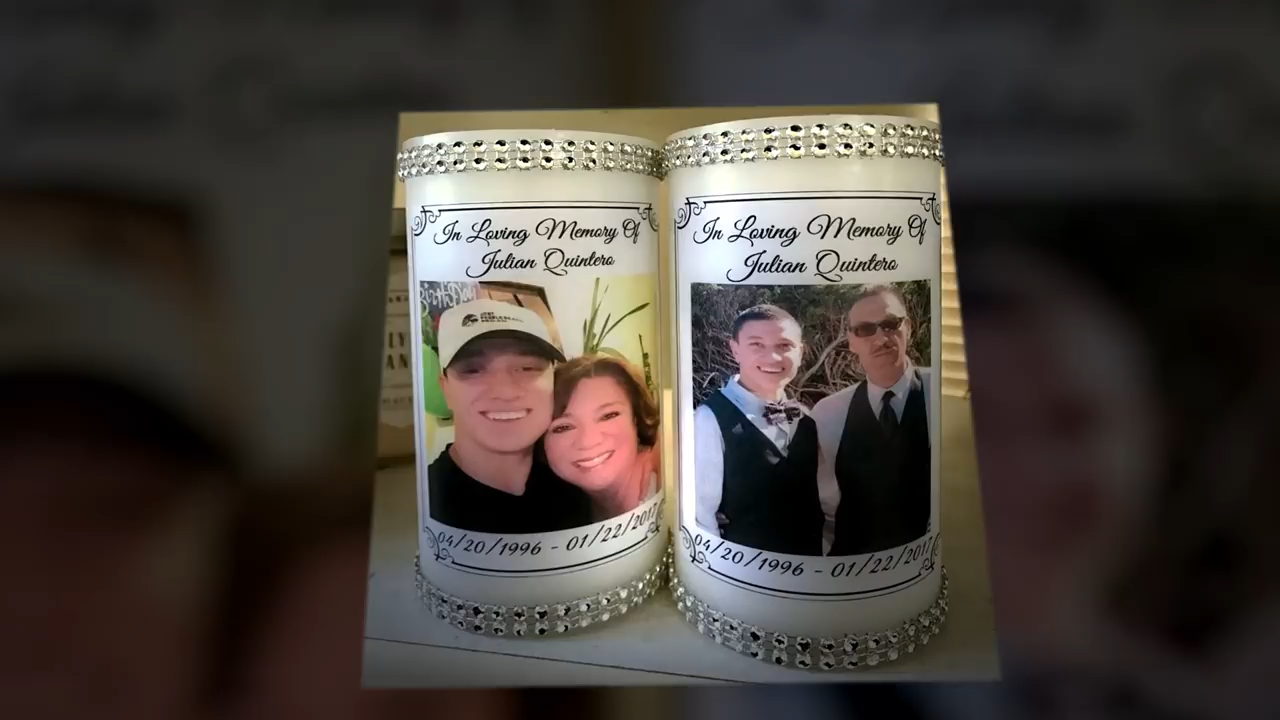 In Loving Memory Of
Julian Quintero
BirthDay
04/20/1996 - 01/22/2017
In Loving Memory Of
Julian Quintero
04/20/1996 - 01/22/2017